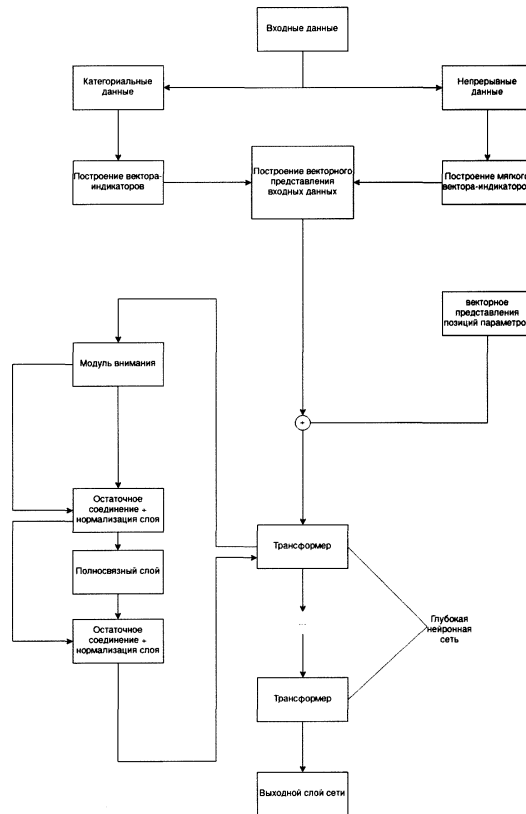 Входные данные
Категориальные
данные
Непрерывные
данные
Построение вектора-
индикаторов
Построение векторного
представления
входных данных
Построение мягкого
вектора-индикаторов
векторное
представления
позиций параметров
Модуль внимания
+
Остаточное
соединение +
нормализация слоя
Трансформер
Полносвязный слой
...
Глубокая
нейронная
сеть
Остаточное
соединение +
нормализация слоя
Трансформер
Выходной слой сети